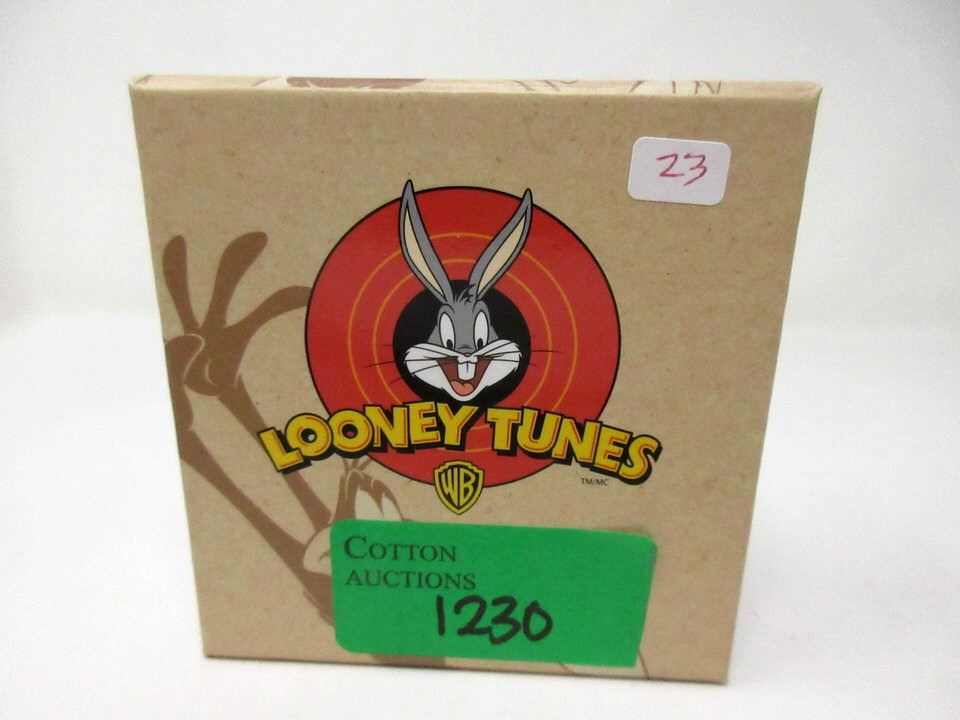 23
LOONEY TUNES
WB
TM/MC
COTTON
AUCTIONS
1230